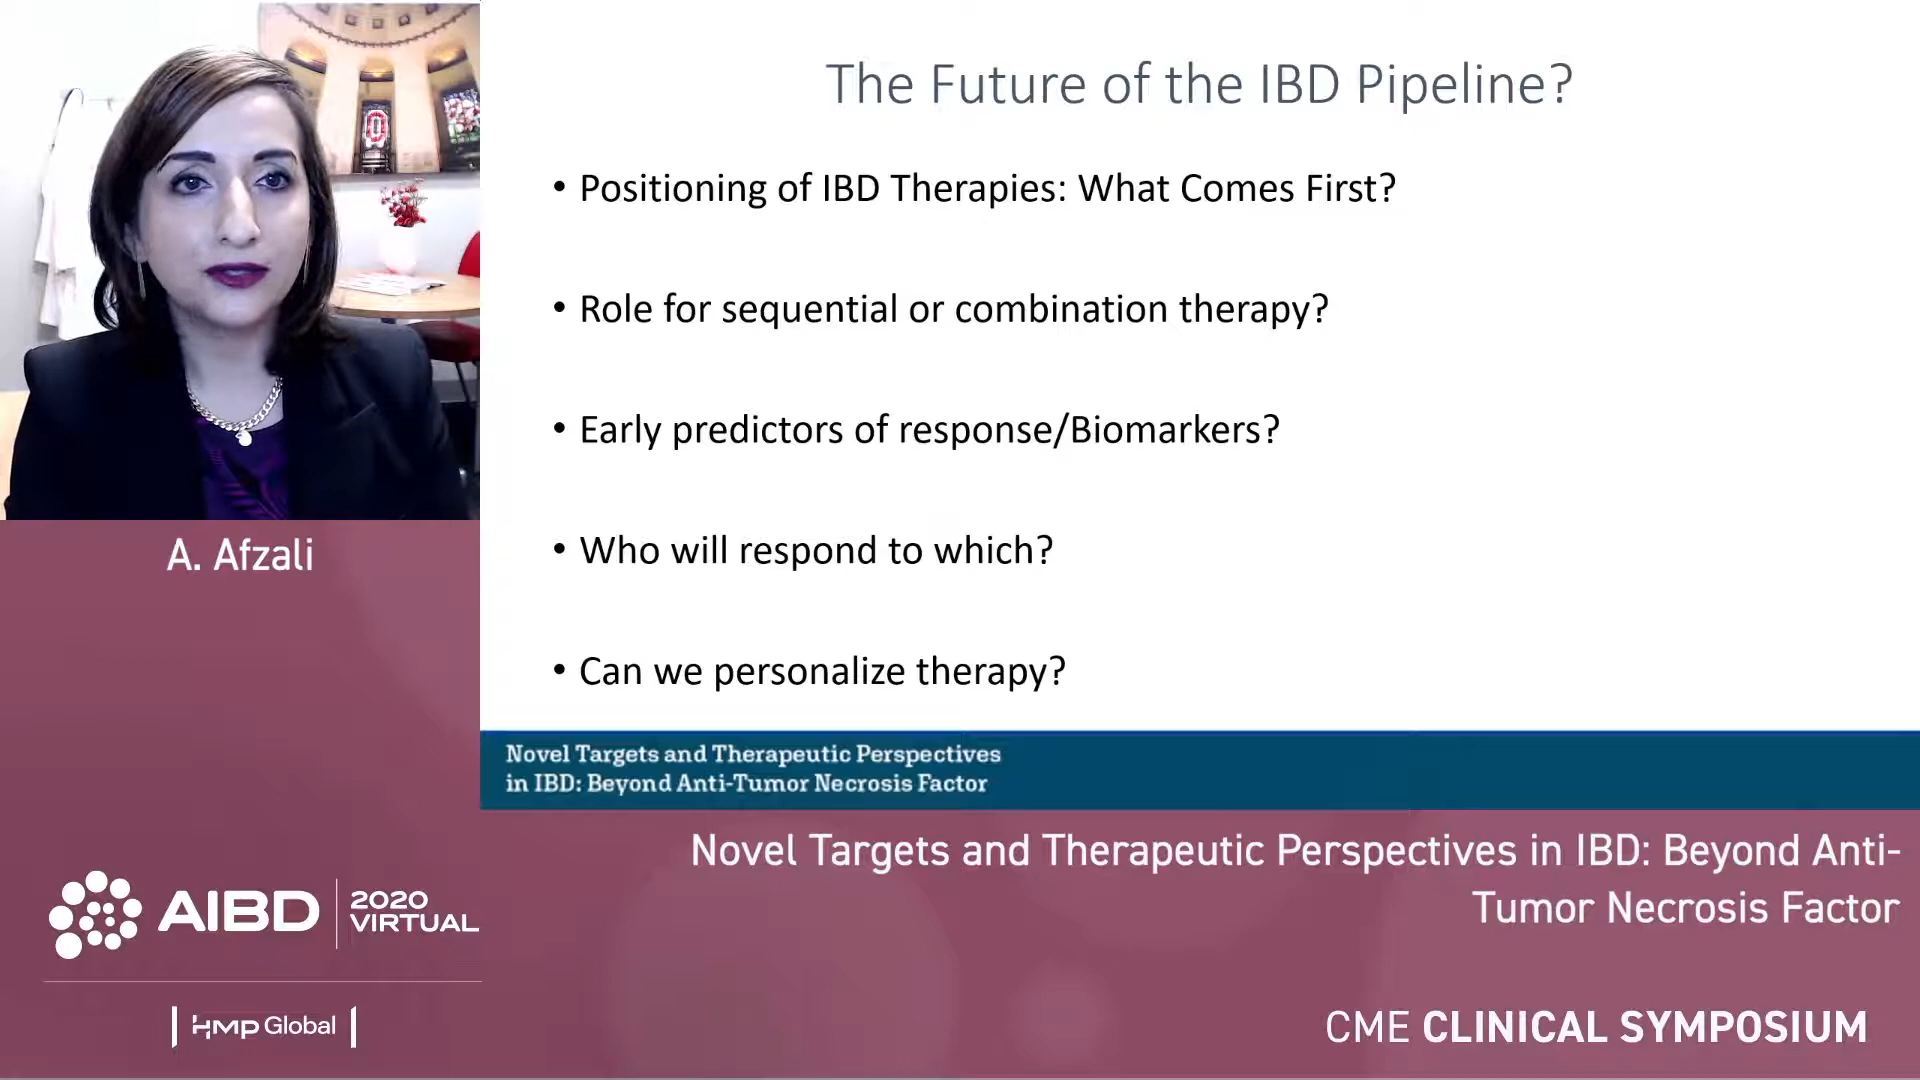 The Future of the IBD Pipeline?
• Positioning of IBD Therapies: What Comes First?
• Role for sequential or combination therapy?
• Early predictors of response/Biomarkers?
• Who will respond to which?
• Can we personalize therapy?
A. Afzali
Novel Targets and Therapeutic Perspectives
in IBD: Beyond Anti-Tumor Necrosis Factor
Novel Targets and Therapeutic Perspectives in IBD: Beyond Anti-
Tumor Necrosis Factor
AIBD
2020
VIRTUAL
HMP Global
CME CLINICAL SYMPOSIUM